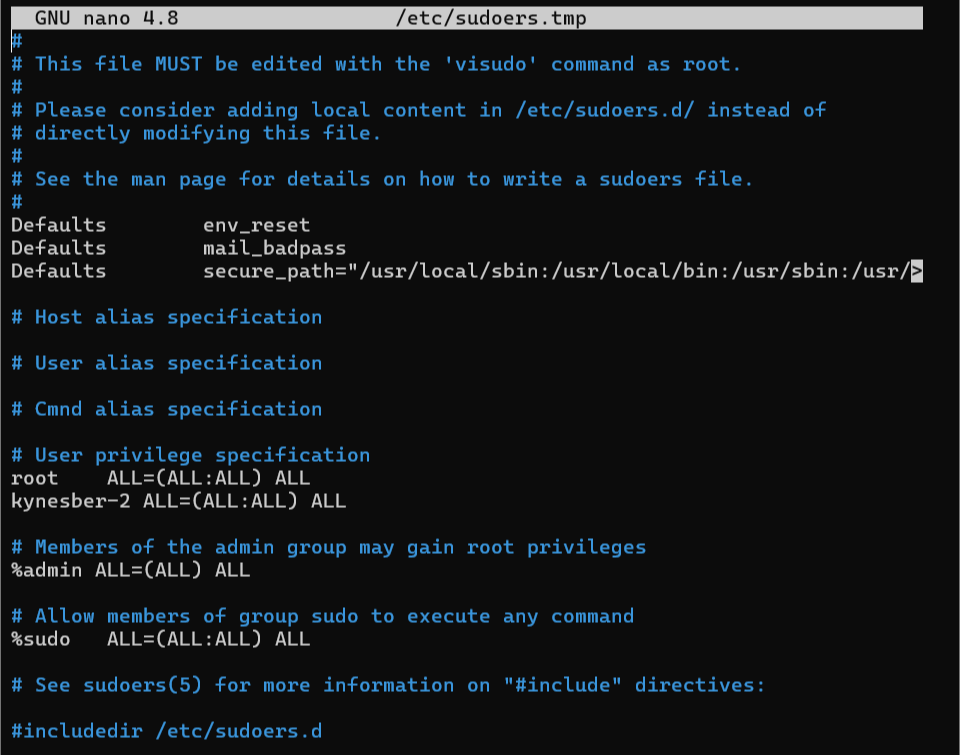 GNU nano 4.8 /etc/sudoers.tmp
#
# This file MUST be edited with the 'visudo' command as root.
#
# Please consider adding local content in /etc/sudoers.d/ instead of
# directly modifying this file.
#
# See the man page for details on how to write a sudoers file.
#
Defaults env_reset
Defaults mail_badpass
Defaults secure_path="/usr/local/sbin:/usr/local/bin:/usr/sbin:/usr/>
# Host alias specification
# User alias specification
# Cmnd alias specification
# User privilege specification
root ALL=(ALL:ALL) ALL
kynesber-2 ALL=(ALL:ALL) ALL
# Members of the admin group may gain root privileges
%admin ALL=(ALL) ALL
# Allow members of group sudo to execute any command
%sudo ALL=(ALL:ALL) ALL
# See sudoers(5) for more information on "#include" directives:
#includedir /etc/sudoers.d